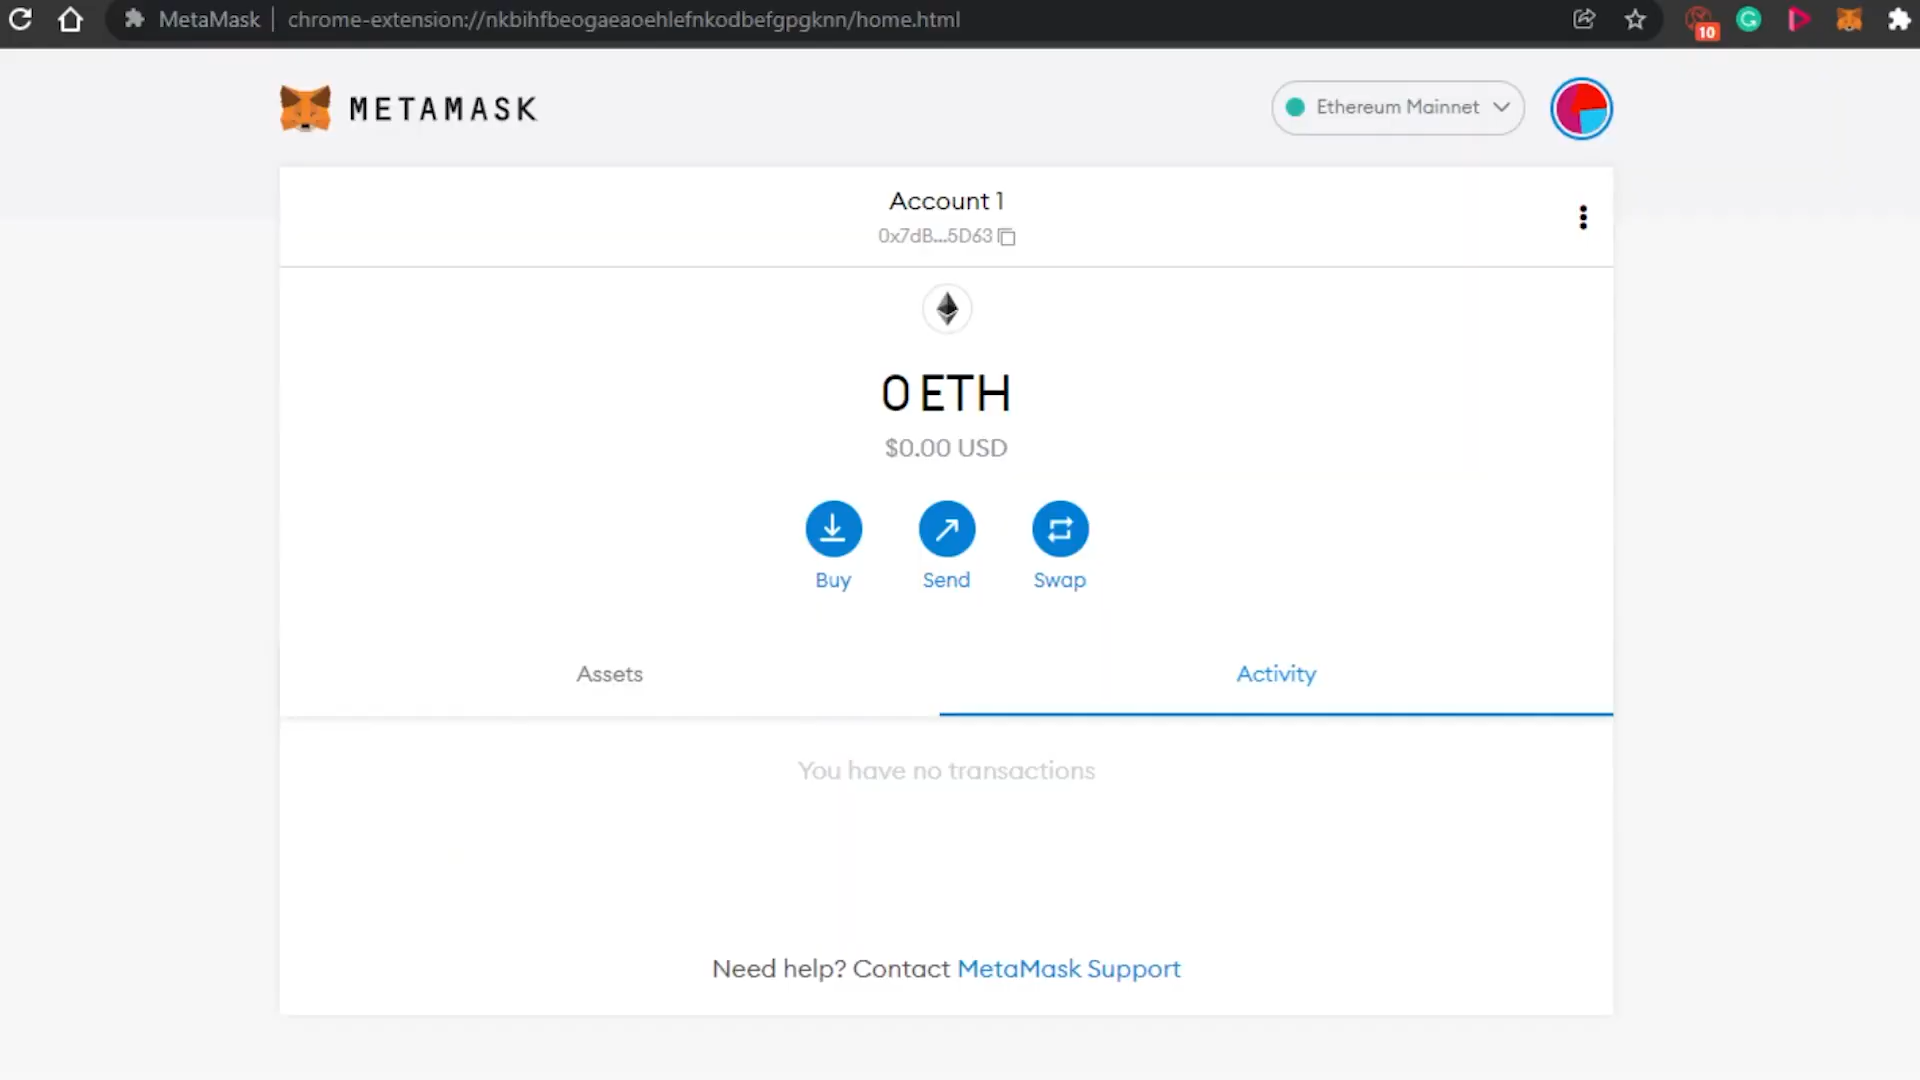 MetaMask | chrome-extension://nkbihfbeogaeaoehlefnkodbefgpgknn/home.html
10
METAMASK
Ethereum Mainnet
Account 1
0x7dB...5D63
0 ETH
$0.00 USD
Buy Send Swap
Assets Activity
You have no transactions
Need help? Contact MetaMask Support